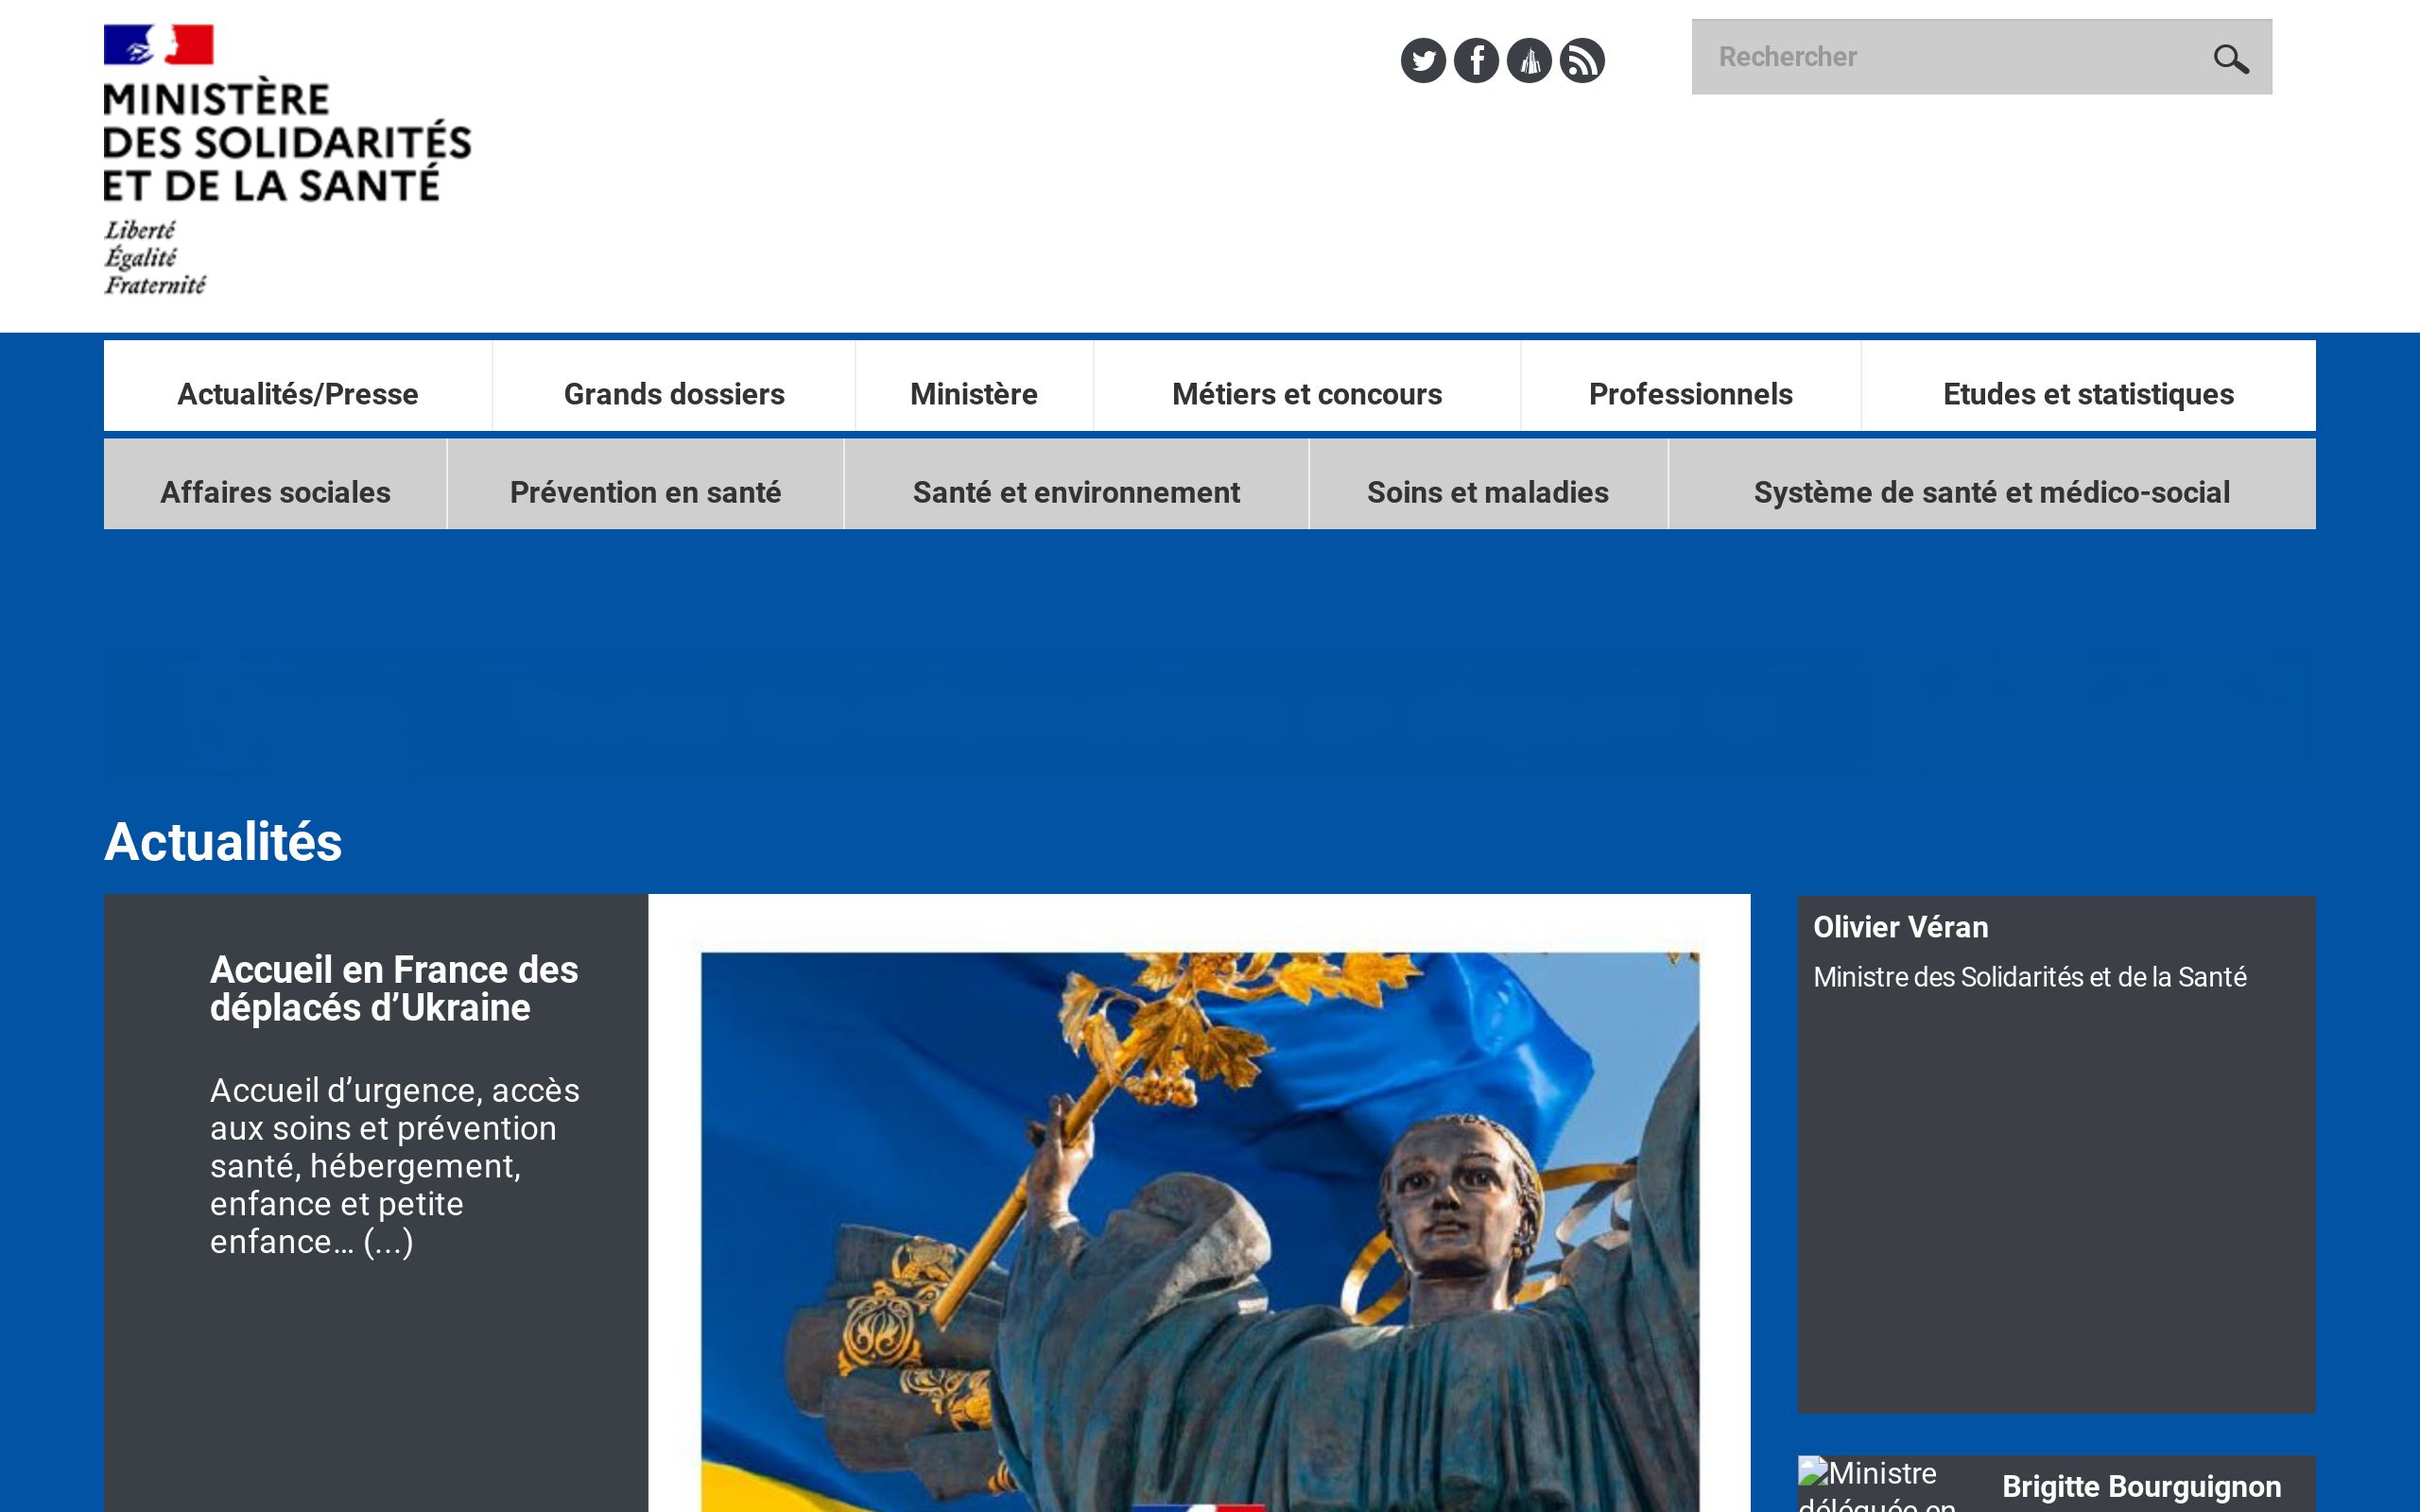 MINISTÈRE
DES SOLIDARITÉS
ET DE LA SANTÉ
Liberté
Égalité
Fraternité
Rechercher
Actualités/Presse
Grands dossiers
Ministère
Métiers et concours
Professionnels
Etudes et statistiques
Affaires sociales
Prévention en santé
Santé et environnement
Soins et maladies
Système de santé et médico-social
Actualités
Accueil en France des
déplacés d’Ukraine
Accueil d’urgence, accès
aux soins et prévention
santé, hébergement,
enfance et petite
enfance… (...)
Olivier Véran
Ministre des Solidarités et de la Santé
Ministre
déléguée en
Brigitte Bourguignon